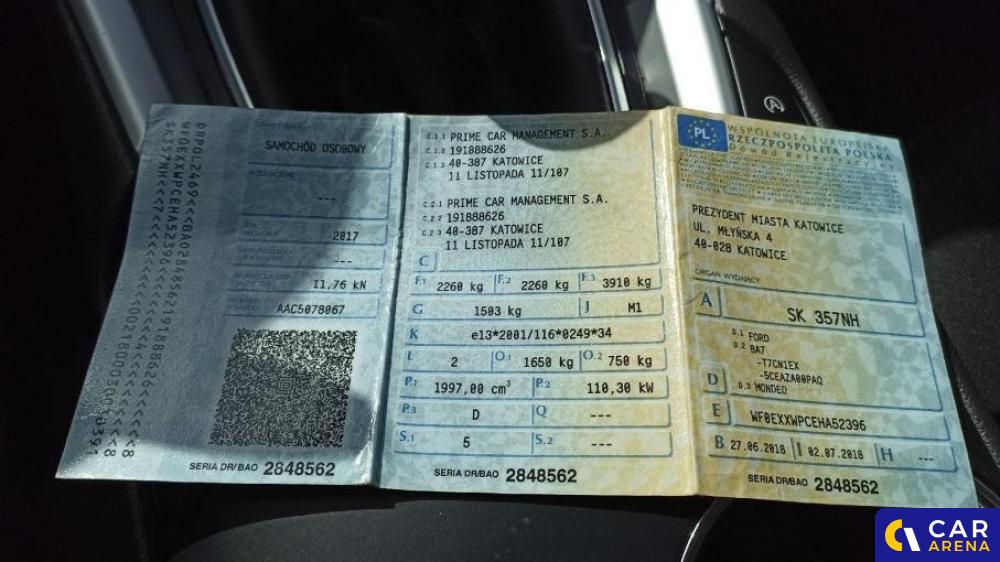 SAMOCHÓD OSOBOWY
---
2017
---
11,76 kN
AAC5078067
SERIA DR/BAO 2848562
C.1.1 PRIME CAR MANAGEMENT S.A.
C.1.2 191888626
C.1.3 40-387 KATOWICE
11 LISTOPADA 11/107
C.2.1 PRIME CAR MANAGEMENT S.A.
C.2.2 191888626
C.2.3 40-387 KATOWICE
11 LISTOPADA 11/107
C
F.1 2260 kg F.2 2260 kg F.3 3910 kg
G 1503 kg J M1
K e13*2001/116*0249*34
L 2 O.1 1650 kg O.2 750 kg
P.1 1997,00 cm³ P.2 110,30 kW
P.3 D Q ---
S.1 5 S.2 ---
SERIA DR/BAO 2848562
PL
WSPÓLNOTA EUROPEJSKA
RZECZPOSPOLITA POLSKA
Dowód Rejestracyjny
PREZYDENT MIASTA KATOWICE
UL. MŁYŃSKA 4
40-028 KATOWICE
ORGAN WYDAJĄCY
A SK 357NH
D.1 FORD
D.2 BA7
-T7CN1EX
-5CEAZA00PAQ
D D.3 MONDEO
E WF0EXXWPCEHA52396
B 27.06.2018 I 02.07.2018 H ---
SERIA DR/BAO 2848562
CAR
ARENA